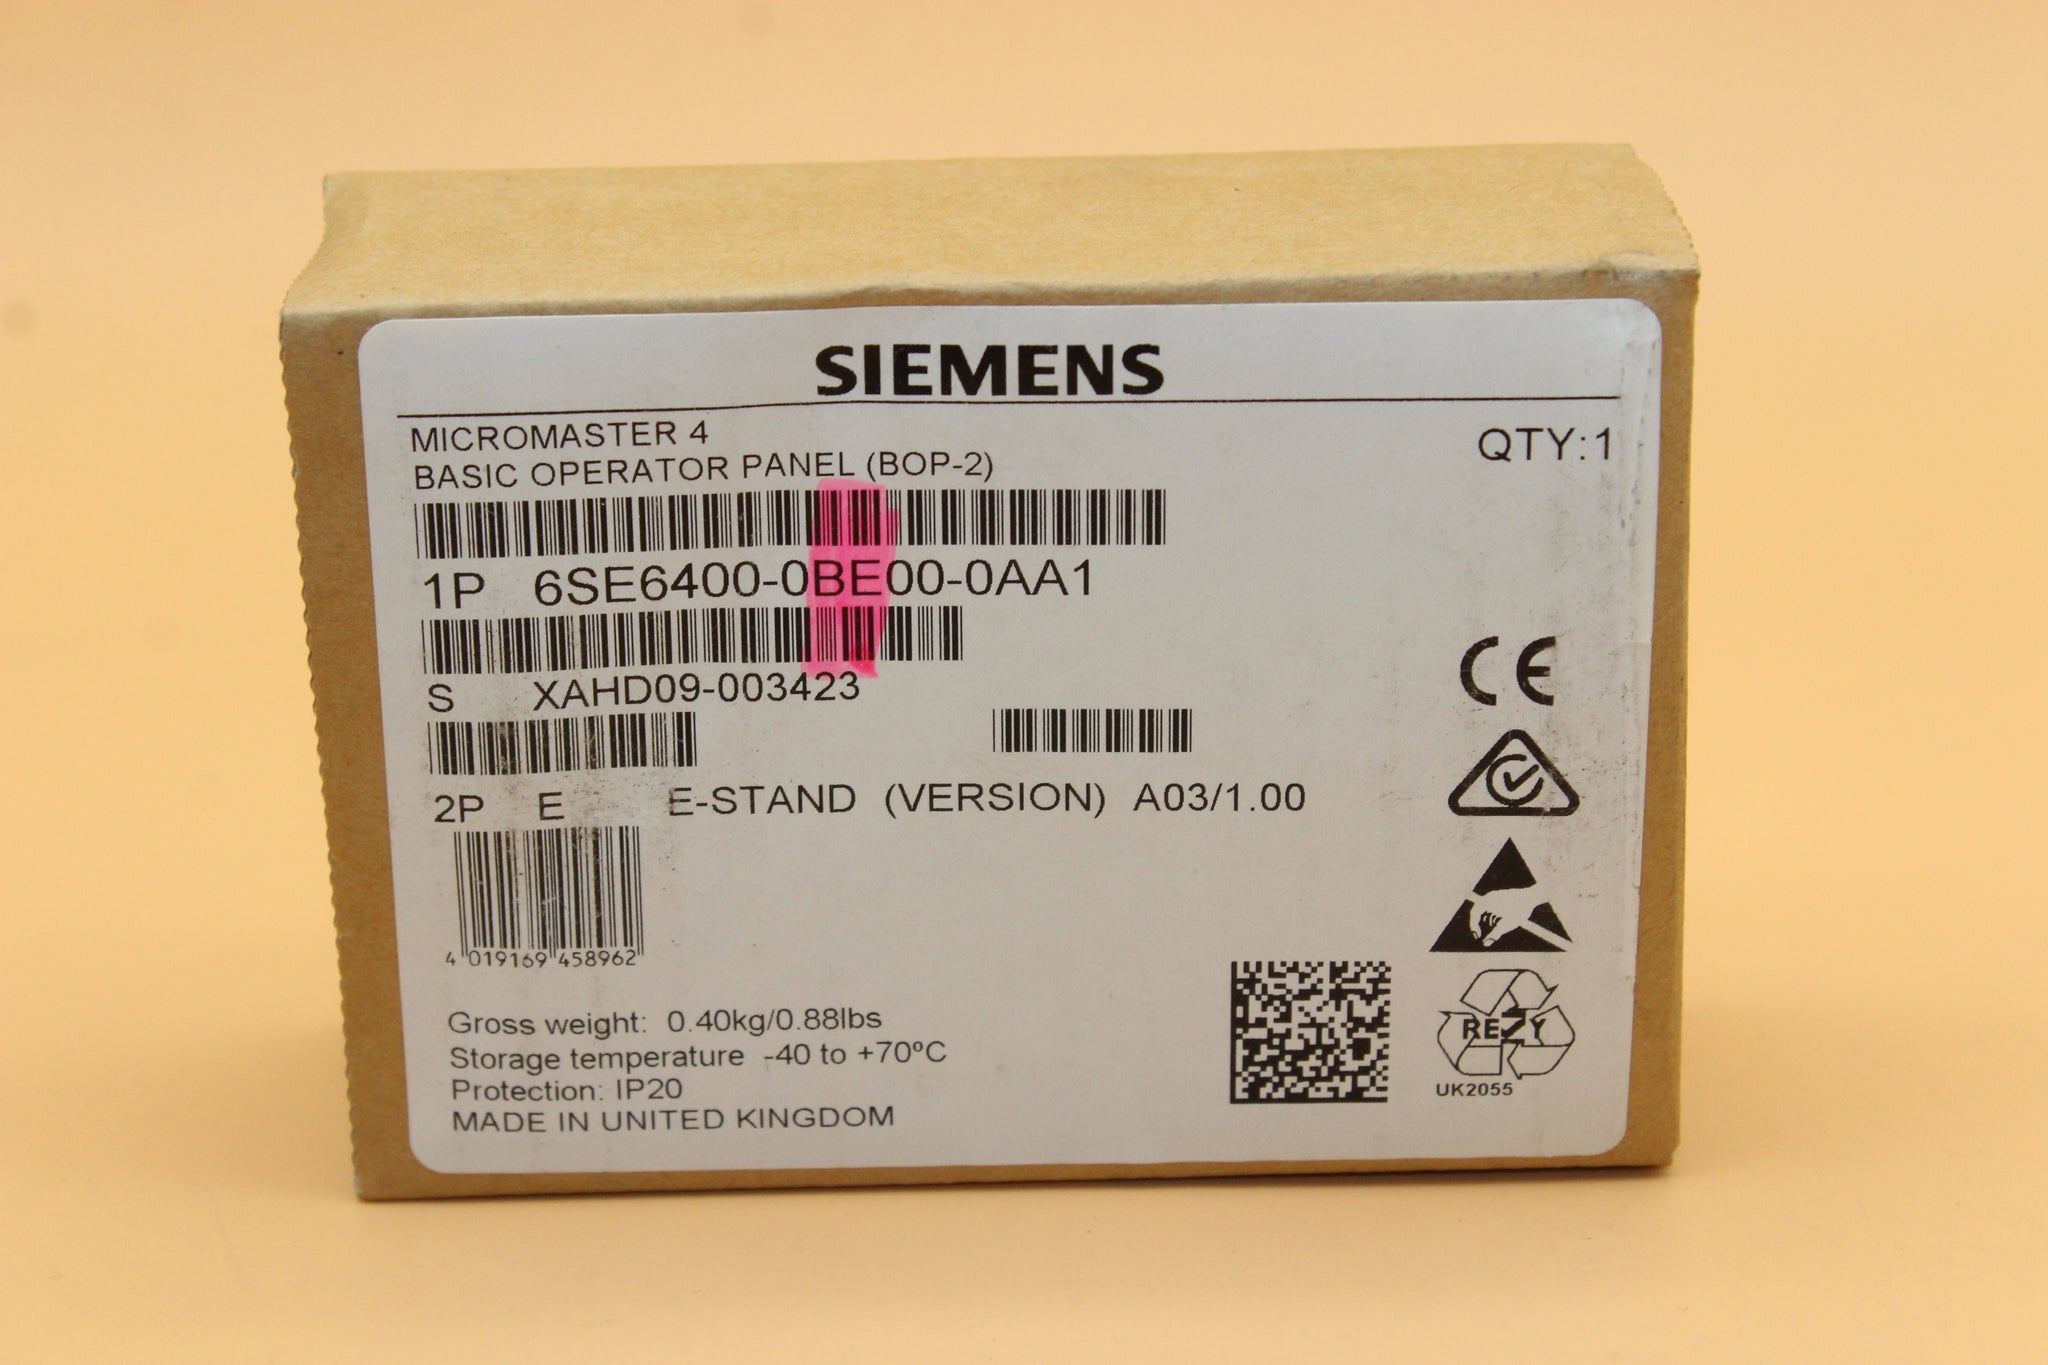 SIEMENS
MICROMASTER 4
QTY:1
BASIC OPERATOR PANEL (BOP-2)
1P 6SE6400-0BE00-0AA1
S XAHD09-003423
2P E E-STAND (VERSION) A03/1.00
4 019169 458962
Gross weight: 0.40kg/0.88lbs
Storage temperature -40 to +70ºC
Protection: IP20
MADE IN UNITED KINGDOM
CE
REZY
UK2055